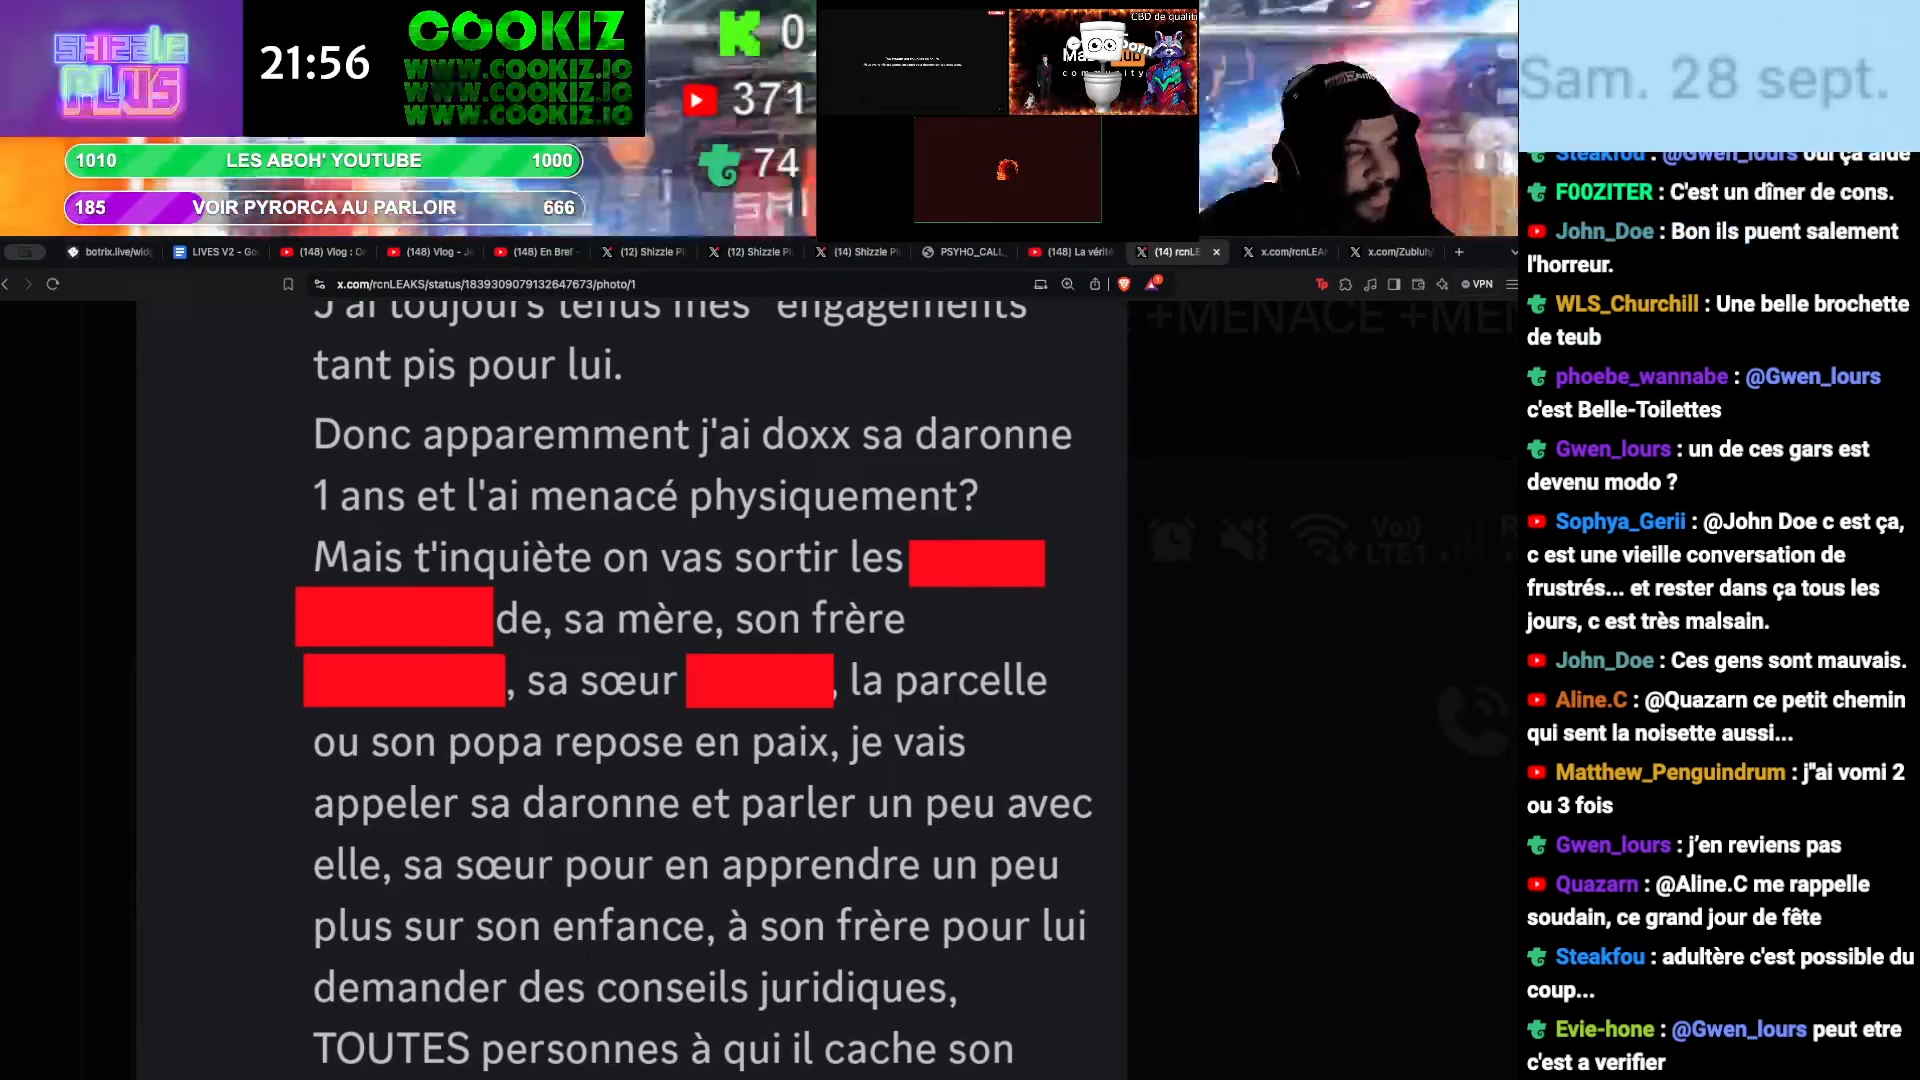 SHIZZLE
PLUS
21:56
COOKIZ
WWW.COOKIZ.IO
WWW.COOKIZ.IO
WWW.COOKIZ.IO
1010 LES ABOH' YOUTUBE 1000
185 VOIR PYRORCA AU PARLOIR 666
K 0
371
74
CBD de qualit
community
Sam. 28 sept.
botrix.live/widg
LIVES V2 - Go
(148) Vlog : On
(148) Vlog - Je
(148) En Bref -
(12) Shizzle Pl
(12) Shizzle Pl
(14) Shizzle Pl
PSYHO_CALL_
(148) La vérité
(14) rcnLE
x.com/rcnLEAK
x.com/Zubluh
x.com/rcnLEAKS/status/1839309079132647673/photo/1
VPN
J'ai toujours tenus mes engagements
tant pis pour lui.
Donc apparemment j'ai doxx sa daronne
1 ans et l'ai menacé physiquement?
Mais t'inquiète on vas sortir les
de, sa mère, son frère
, sa sœur , la parcelle
ou son popa repose en paix, je vais
appeler sa daronne et parler un peu avec
elle, sa sœur pour en apprendre un peu
plus sur son enfance, à son frère pour lui
demander des conseils juridiques,
TOUTES personnes à qui il cache son
+MENACE +MEN
Vo))
LTE1
Steakfou : @Gwen_lours oui ça aide
F00ZITER : C'est un dîner de cons.
John_Doe : Bon ils puent salement
l'horreur.
WLS_Churchill : Une belle brochette
de teub
phoebe_wannabe : @Gwen_lours
c'est Belle-Toilettes
Gwen_lours : un de ces gars est
devenu modo ?
Sophya_Gerii : @John Doe c est ça,
c est une vieille conversation de
frustrés... et rester dans ça tous les
jours, c est très malsain.
John_Doe : Ces gens sont mauvais.
Aline.C : @Quazarn ce petit chemin
qui sent la noisette aussi...
Matthew_Penguindrum : j"ai vomi 2
ou 3 fois
Gwen_lours : j'en reviens pas
Quazarn : @Aline.C me rappelle
soudain, ce grand jour de fête
Steakfou : adultère c'est possible du
coup...
Evie-hone : @Gwen_lours peut etre
c'est a verifier